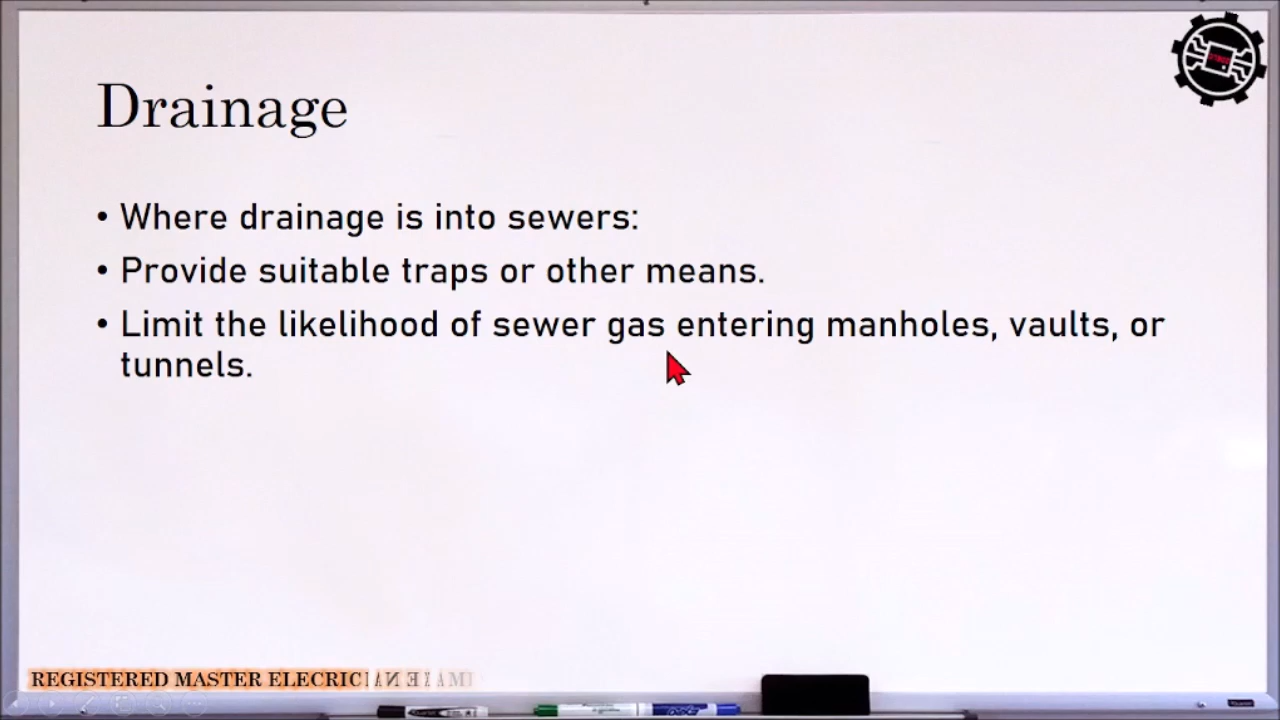 Drainage
• Where drainage is into sewers:
• Provide suitable traps or other means.
• Limit the likelihood of sewer gas entering manholes, vaults, or
tunnels.
REGISTERED MASTER ELECRICIAN